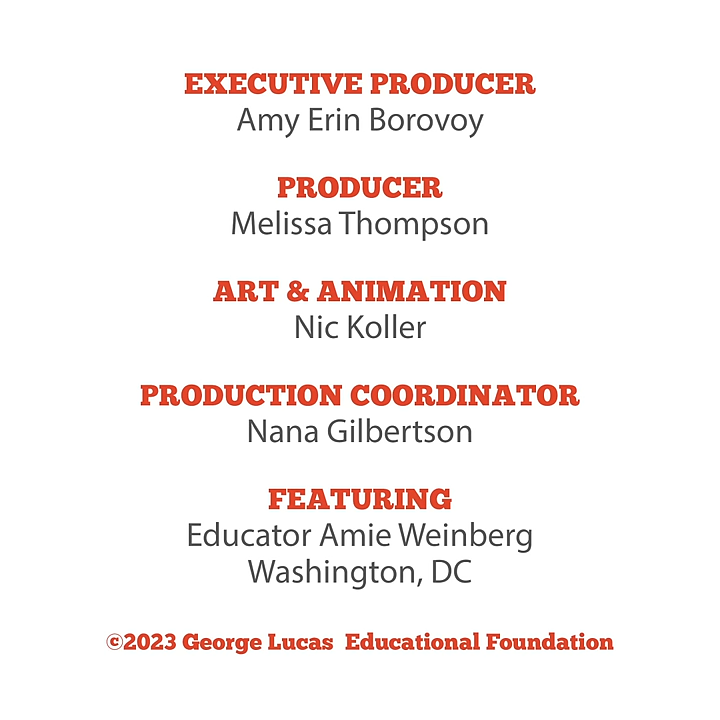 EXECUTIVE PRODUCER
Amy Erin Borovoy
PRODUCER
Melissa Thompson
ART & ANIMATION
Nic Koller
PRODUCTION COORDINATOR
Nana Gilbertson
FEATURING
Educator Amie Weinberg
Washington, DC
©2023 George Lucas Educational Foundation